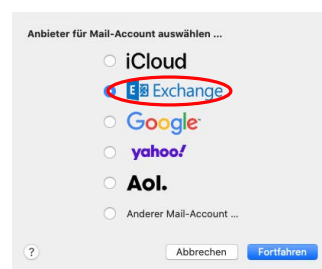 Anbieter für Mail-Account auswählen ...
iCloud
E Exchange
Google
yahoo!
Aol.
Anderer Mail-Account ...
? Abbrechen Fortfahren